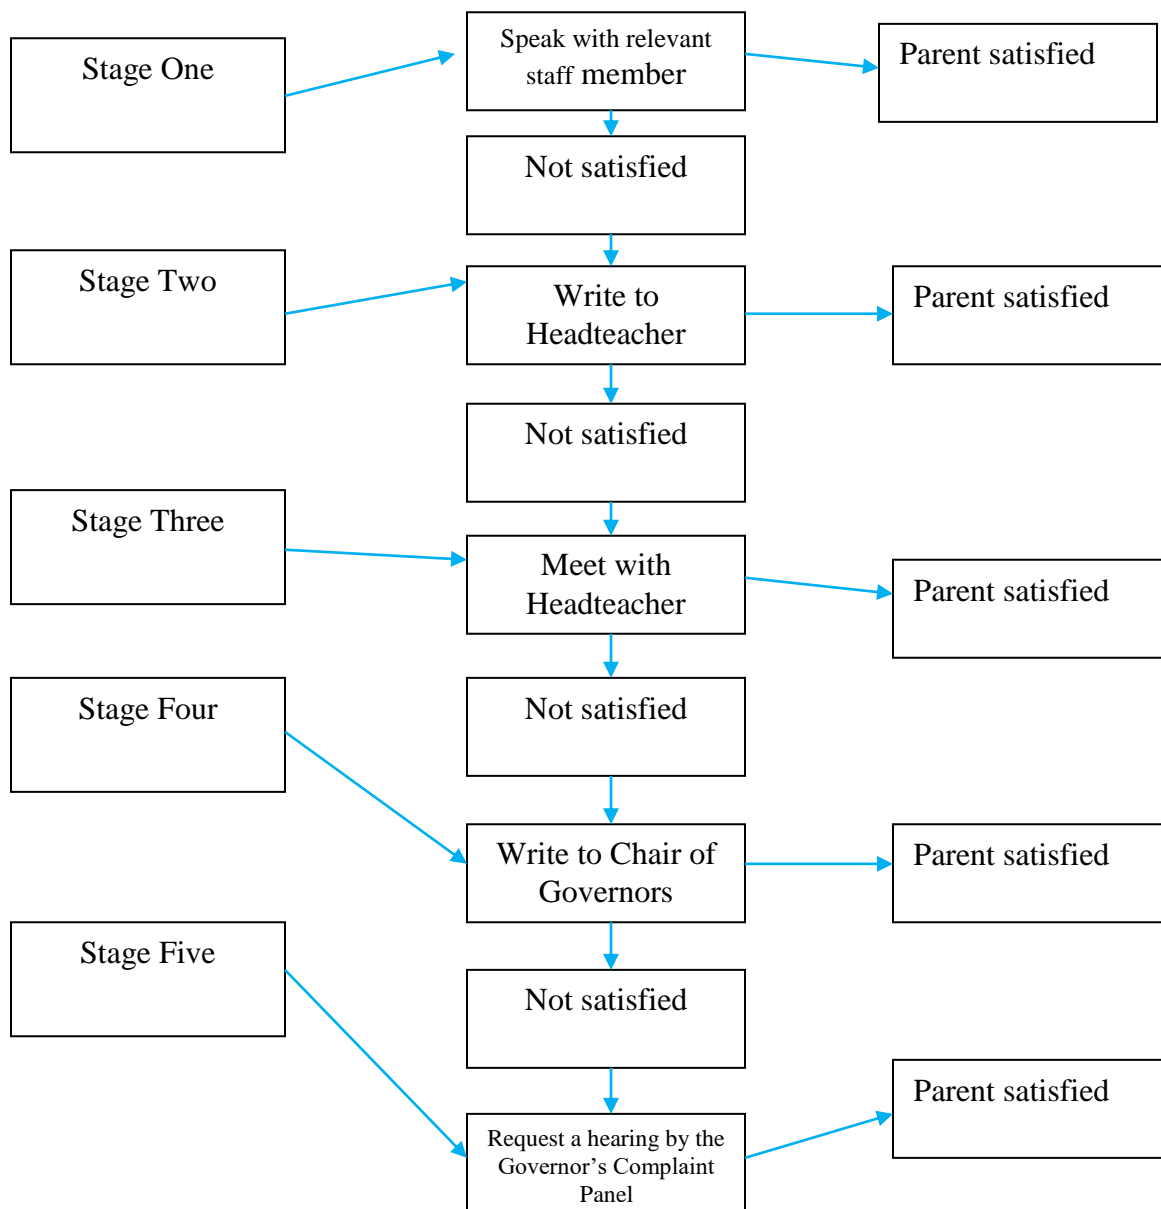 Stage One
Speak with relevant
staff member
Parent satisfied
Not satisfied
Stage Two
Write to
Headteacher
Parent satisfied
Not satisfied
Stage Three
Meet with
Headteacher
Parent satisfied
Stage Four
Not satisfied
Write to Chair of
Governors
Parent satisfied
Stage Five
Not satisfied
Request a hearing by the
Governor’s Complaint
Panel
Parent satisfied